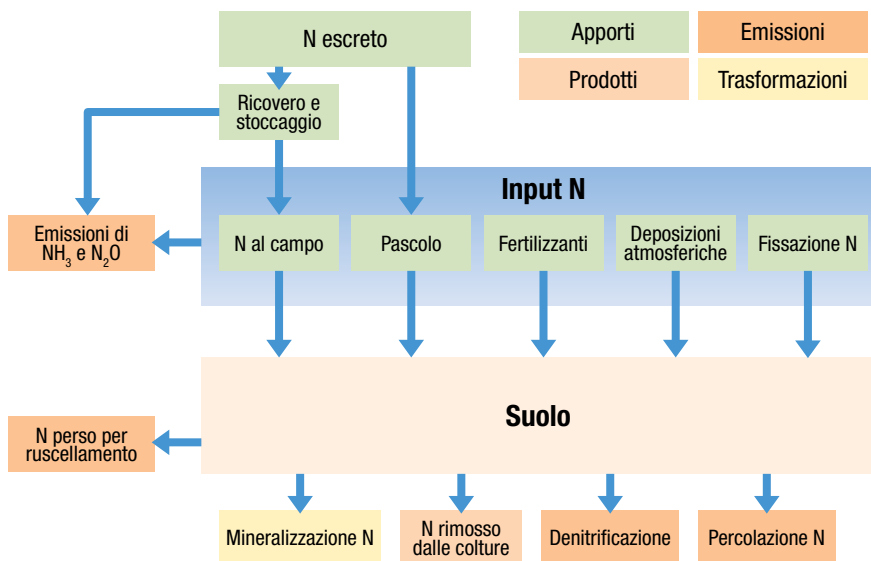 N escreto
Apporti
Emissioni
Prodotti
Trasformazioni
Ricovero e
stoccaggio
Input N
Emissioni di
NH₃ e N₂O
N al campo
Pascolo
Fertilizzanti
Deposizioni
atmosferiche
Fissazione N
Suolo
N perso per
ruscellamento
Mineralizzazione N
N rimosso
dalle colture
Denitrificazione
Percolazione N